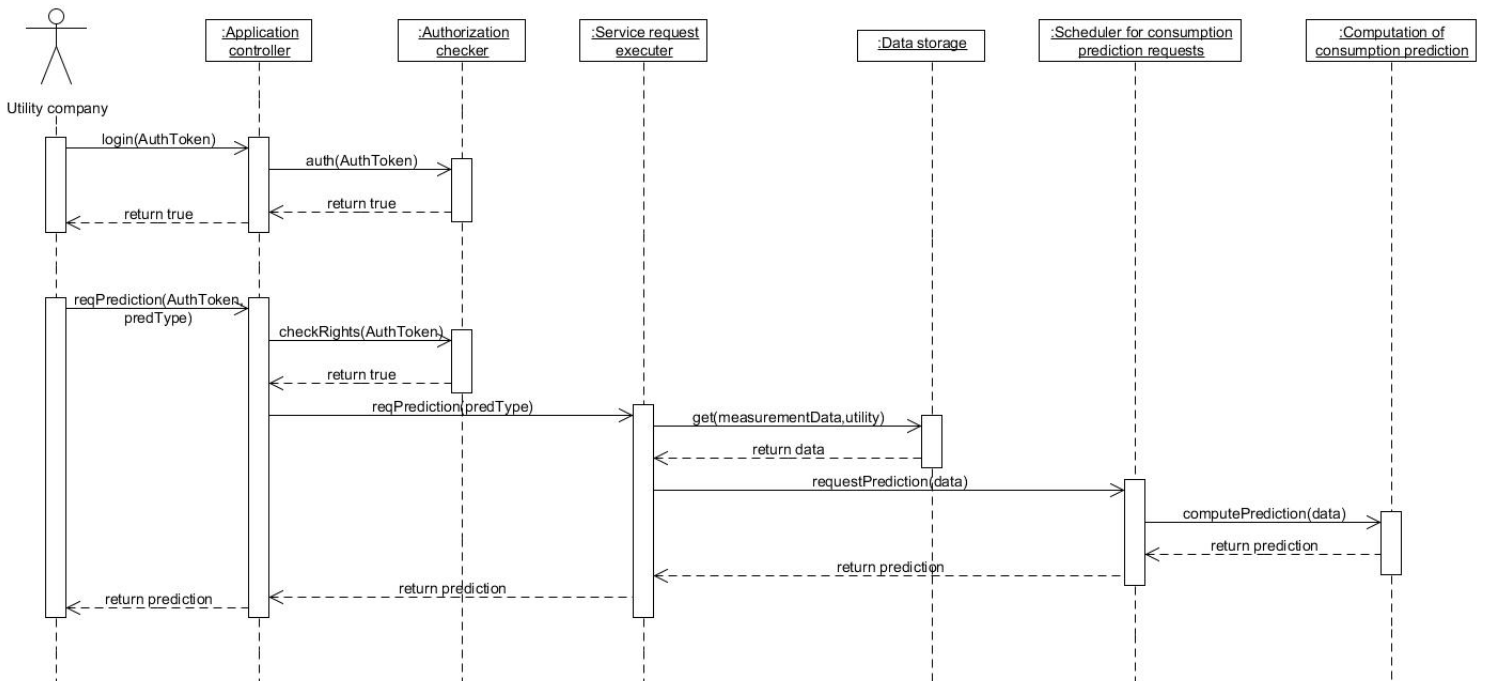 :Application
controller
:Authorization
checker
:Service request
executer
:Data storage
:Scheduler for consumption
prediction requests
:Computation of
consumption prediction
Utility company
login(AuthToken)
auth(AuthToken)
return true
return true
reqPrediction(AuthToken,
predType)
checkRights(AuthToken)
return true
reqPrediction(predType)
get(measurementData,utility)
return data
requestPrediction(data)
computePrediction(data)
return prediction
return prediction
return prediction
return prediction